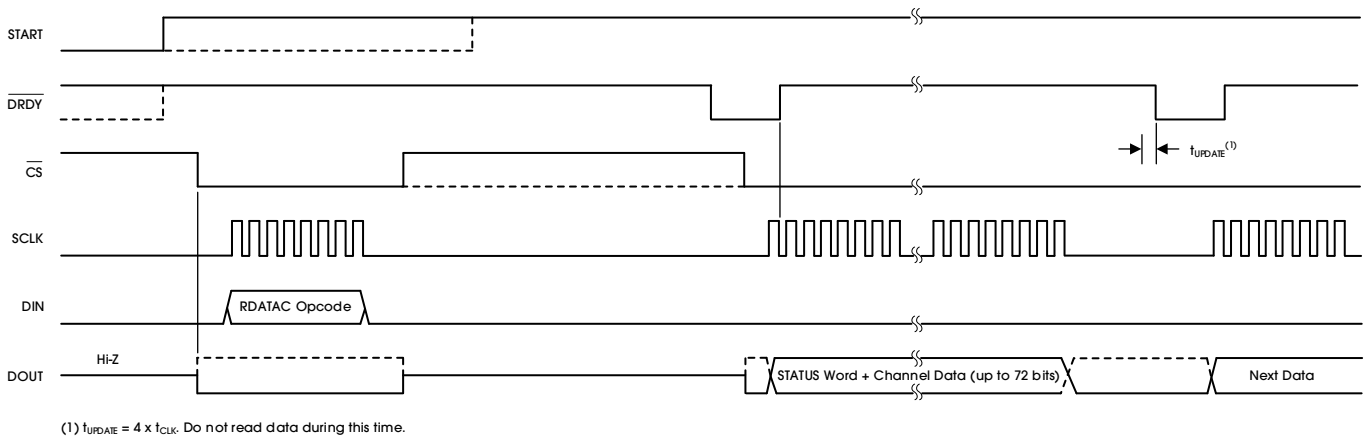 START
DRDY
tUPDATE(1)
CS
SCLK
DIN
RDATAC Opcode
Hi-Z
DOUT
STATUS Word + Channel Data (up to 72 bits)
Next Data
(1) tUPDATE = 4 x tCLK. Do not read data during this time.